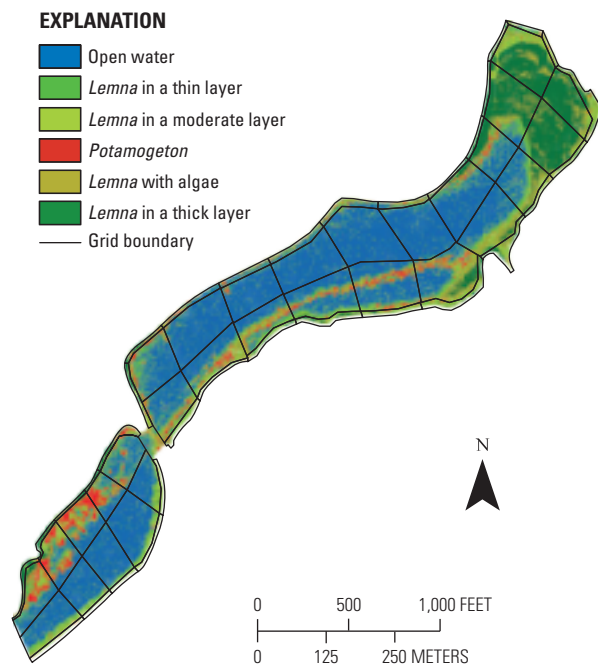 EXPLANATION
Open water
Lemna in a thin layer
Lemna in a moderate layer
Potamogeton
Lemna with algae
Lemna in a thick layer
Grid boundary
N
0 500 1,000 FEET
0 125 250 METERS